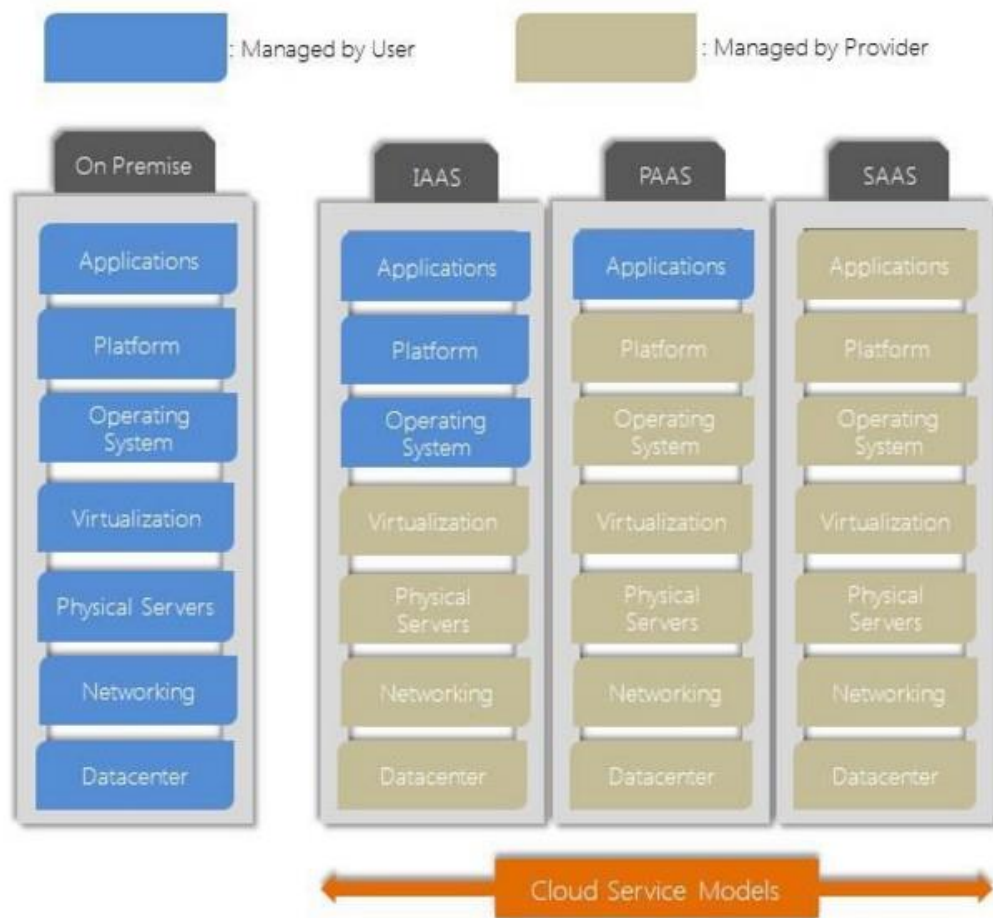 : Managed by User
: Managed by Provider
On Premise
Applications
Platform
Operating
System
Virtualization
Physical Servers
Networking
Datacenter
IAAS
Applications
Platform
Operating
System
Virtualization
Physical
Servers
Networking
Datacenter
PAAS
Applications
Platform
Operating
System
Virtualization
Physical
Servers
Networking
Datacenter
SAAS
Applications
Platform
Operating
System
Virtualization
Physical
Servers
Networking
Datacenter
Cloud Service Models